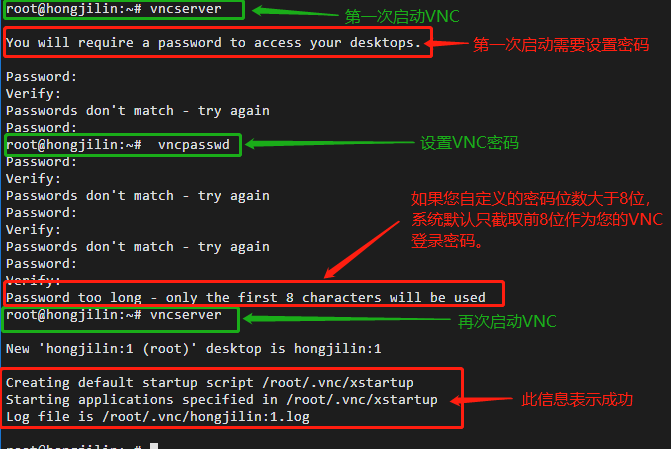 root@hongjilin:~# vncserver
第一次启动VNC
You will require a password to access your desktops.
第一次启动需要设置密码
Password:
Verify:
Passwords don't match - try again
Password:
root@hongjilin:~#  vncpasswd
设置VNC密码
Password:
Verify:
Passwords don't match - try again
Password:
Verify:
Passwords don't match - try again
Password:
Verify:
如果您自定义的密码位数大于8位，
系统默认只截取前8位作为您的VNC
登录密码。
Password too long - only the first 8 characters will be used
root@hongjilin:~# vncserver
再次启动VNC
New 'hongjilin:1 (root)' desktop is hongjilin:1
Creating default startup script /root/.vnc/xstartup
Starting applications specified in /root/.vnc/xstartup
Log file is /root/.vnc/hongjilin:1.log
此信息表示成功
root@hongjilin:~#